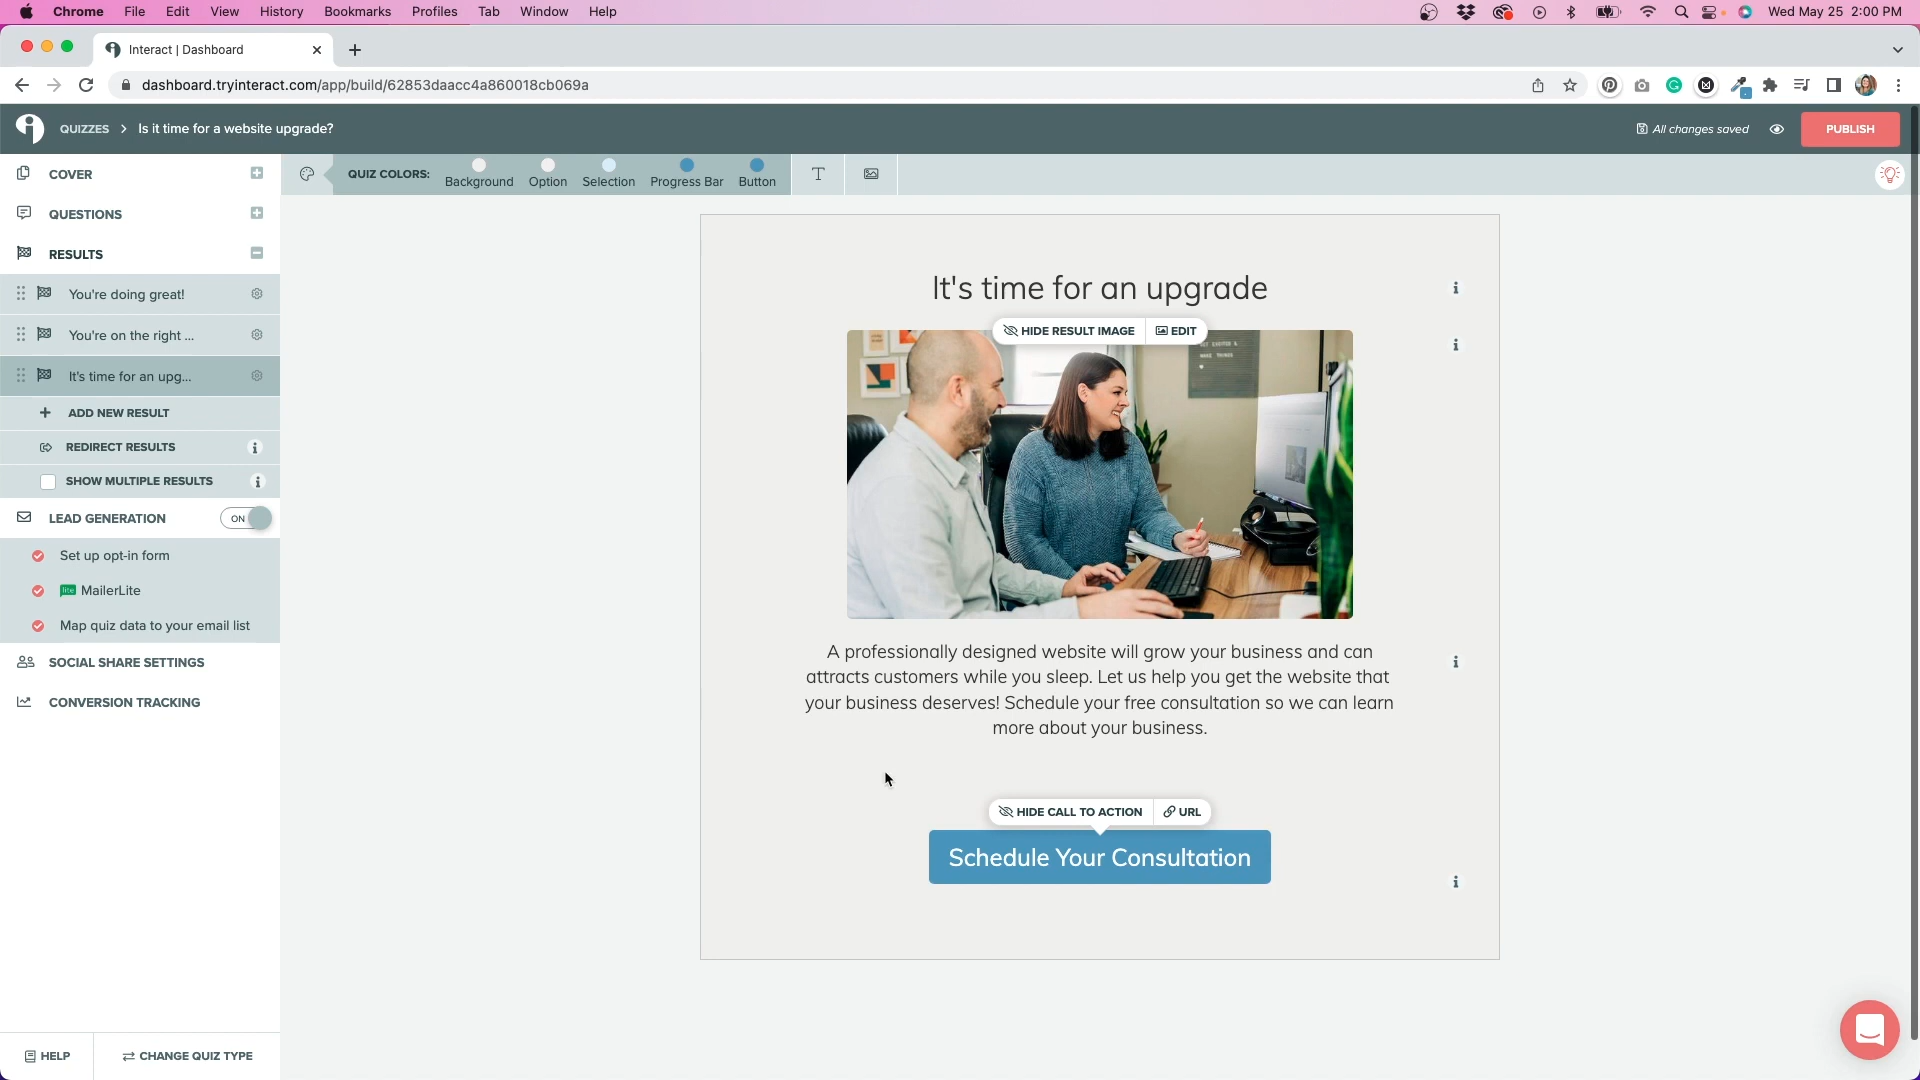 Chrome File Edit View History Bookmarks Profiles Tab Window Help Wed May 25 2:00 PM
Interact | Dashboard
dashboard.tryinteract.com/app/build/62853daacc4a860018cb069a
QUIZZES > Is it time for a website upgrade? All changes saved PUBLISH
COVER
QUESTIONS
RESULTS
You're doing great!
You're on the right ...
It's time for an upg...
ADD NEW RESULT
REDIRECT RESULTS
SHOW MULTIPLE RESULTS
LEAD GENERATION ON
Set up opt-in form
lite MailerLite
Map quiz data to your email list
SOCIAL SHARE SETTINGS
CONVERSION TRACKING
HELP CHANGE QUIZ TYPE
QUIZ COLORS: Background Option Selection Progress Bar Button T
It's time for an upgrade
HIDE RESULT IMAGE EDIT
GET EXCITED &
MAKE THINGS
A professionally designed website will grow your business and can
attracts customers while you sleep. Let us help you get the website that
your business deserves! Schedule your free consultation so we can learn
more about your business.
HIDE CALL TO ACTION URL
Schedule Your Consultation